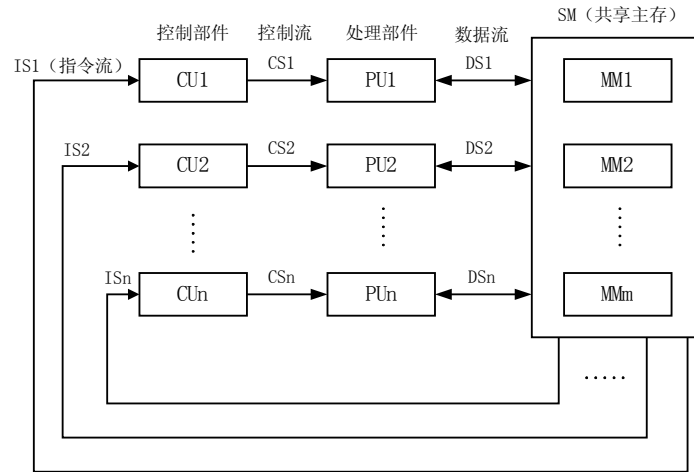 SM（共享主存）
控制部件 控制流 处理部件 数据流
IS1（指令流） CU1 CS1 PU1 DS1 MM1
IS2 CU2 CS2 PU2 DS2 MM2
ISn CUn CSn PUn DSn MMm